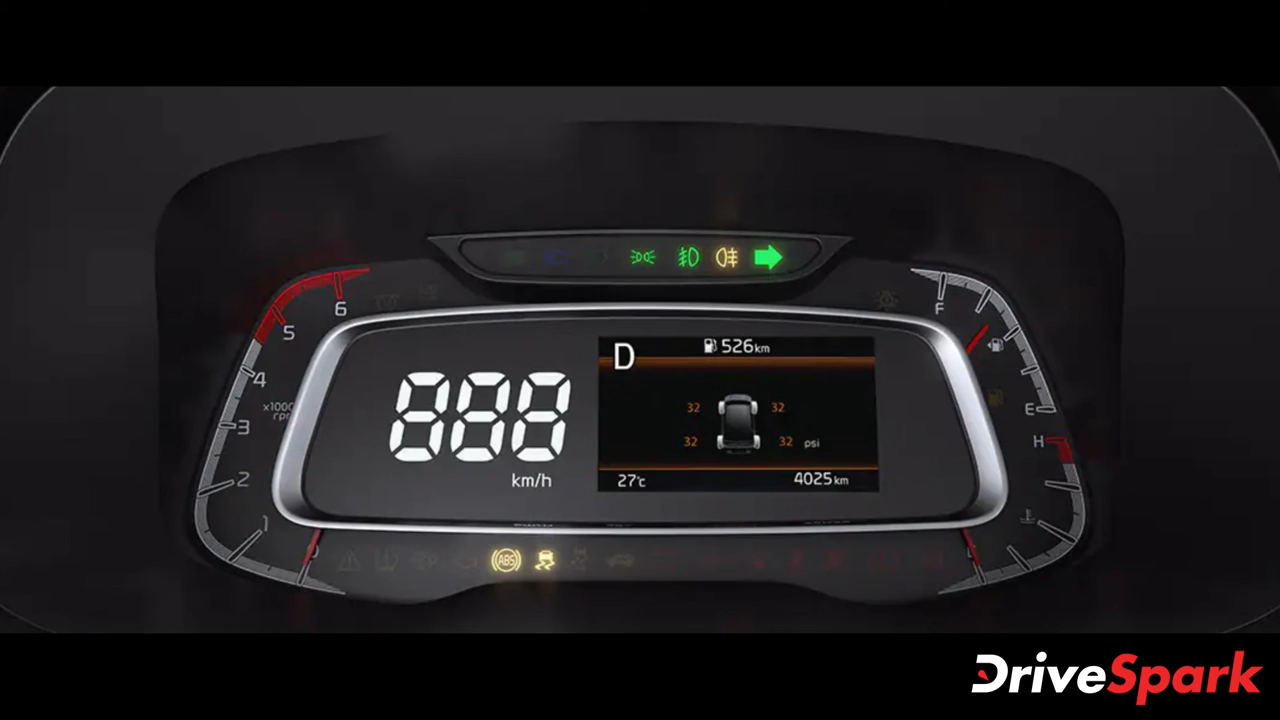 6
5
4
x1000
rpm
3
2
1
0
888
km/h
D
526km
32
32
32
32 psi
27°c
4025km
F
E
H
ABS
DriveSpark